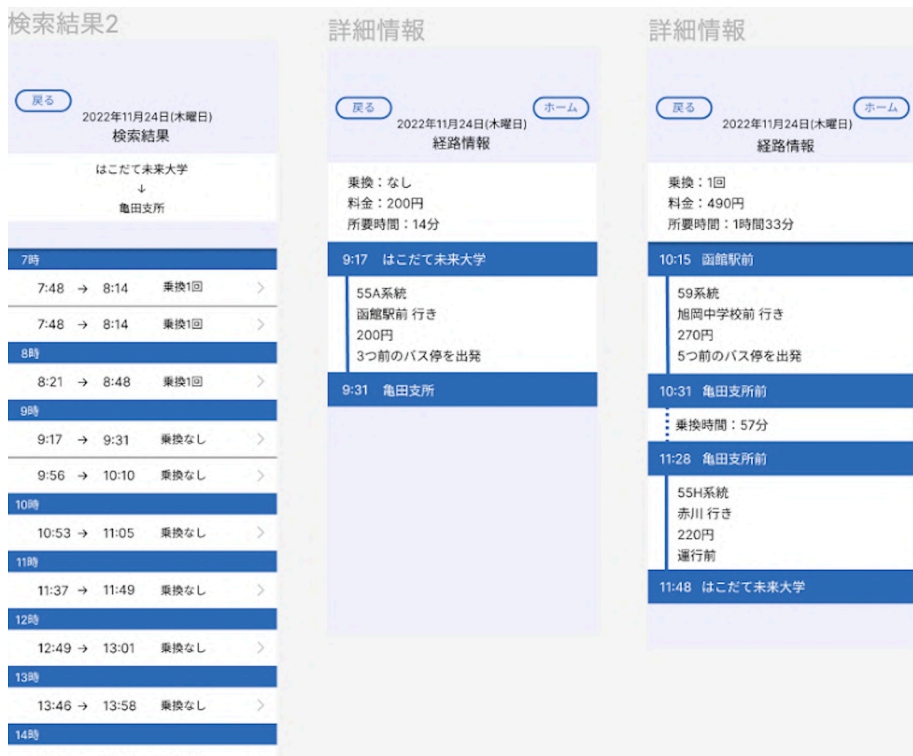 検索結果2
戻る
2022年11月24日(木曜日)
検索結果
はこだて未来大学
↓
亀田支所
7時
7:48 → 8:14 乗換1回 >
7:48 → 8:14 乗換1回 >
8時
8:21 → 8:48 乗換1回 >
9時
9:17 → 9:31 乗換なし >
9:56 → 10:10 乗換なし >
10時
10:53 → 11:05 乗換なし >
11時
11:37 → 11:49 乗換なし >
12時
12:49 → 13:01 乗換なし >
13時
13:46 → 13:58 乗換なし >
14時
詳細情報
戻る ホーム
2022年11月24日(木曜日)
経路情報
乗換：なし
料金：200円
所要時間：14分
9:17 はこだて未来大学
55A系統
函館駅前 行き
200円
3つ前のバス停を出発
9:31 亀田支所
詳細情報
戻る ホーム
2022年11月24日(木曜日)
経路情報
乗換：1回
料金：490円
所要時間：1時間33分
10:15 函館駅前
59系統
旭岡中学校前 行き
270円
5つ前のバス停を出発
10:31 亀田支所前
乗換時間：57分
11:28 亀田支所前
55H系統
赤川 行き
220円
運行前
11:48 はこだて未来大学